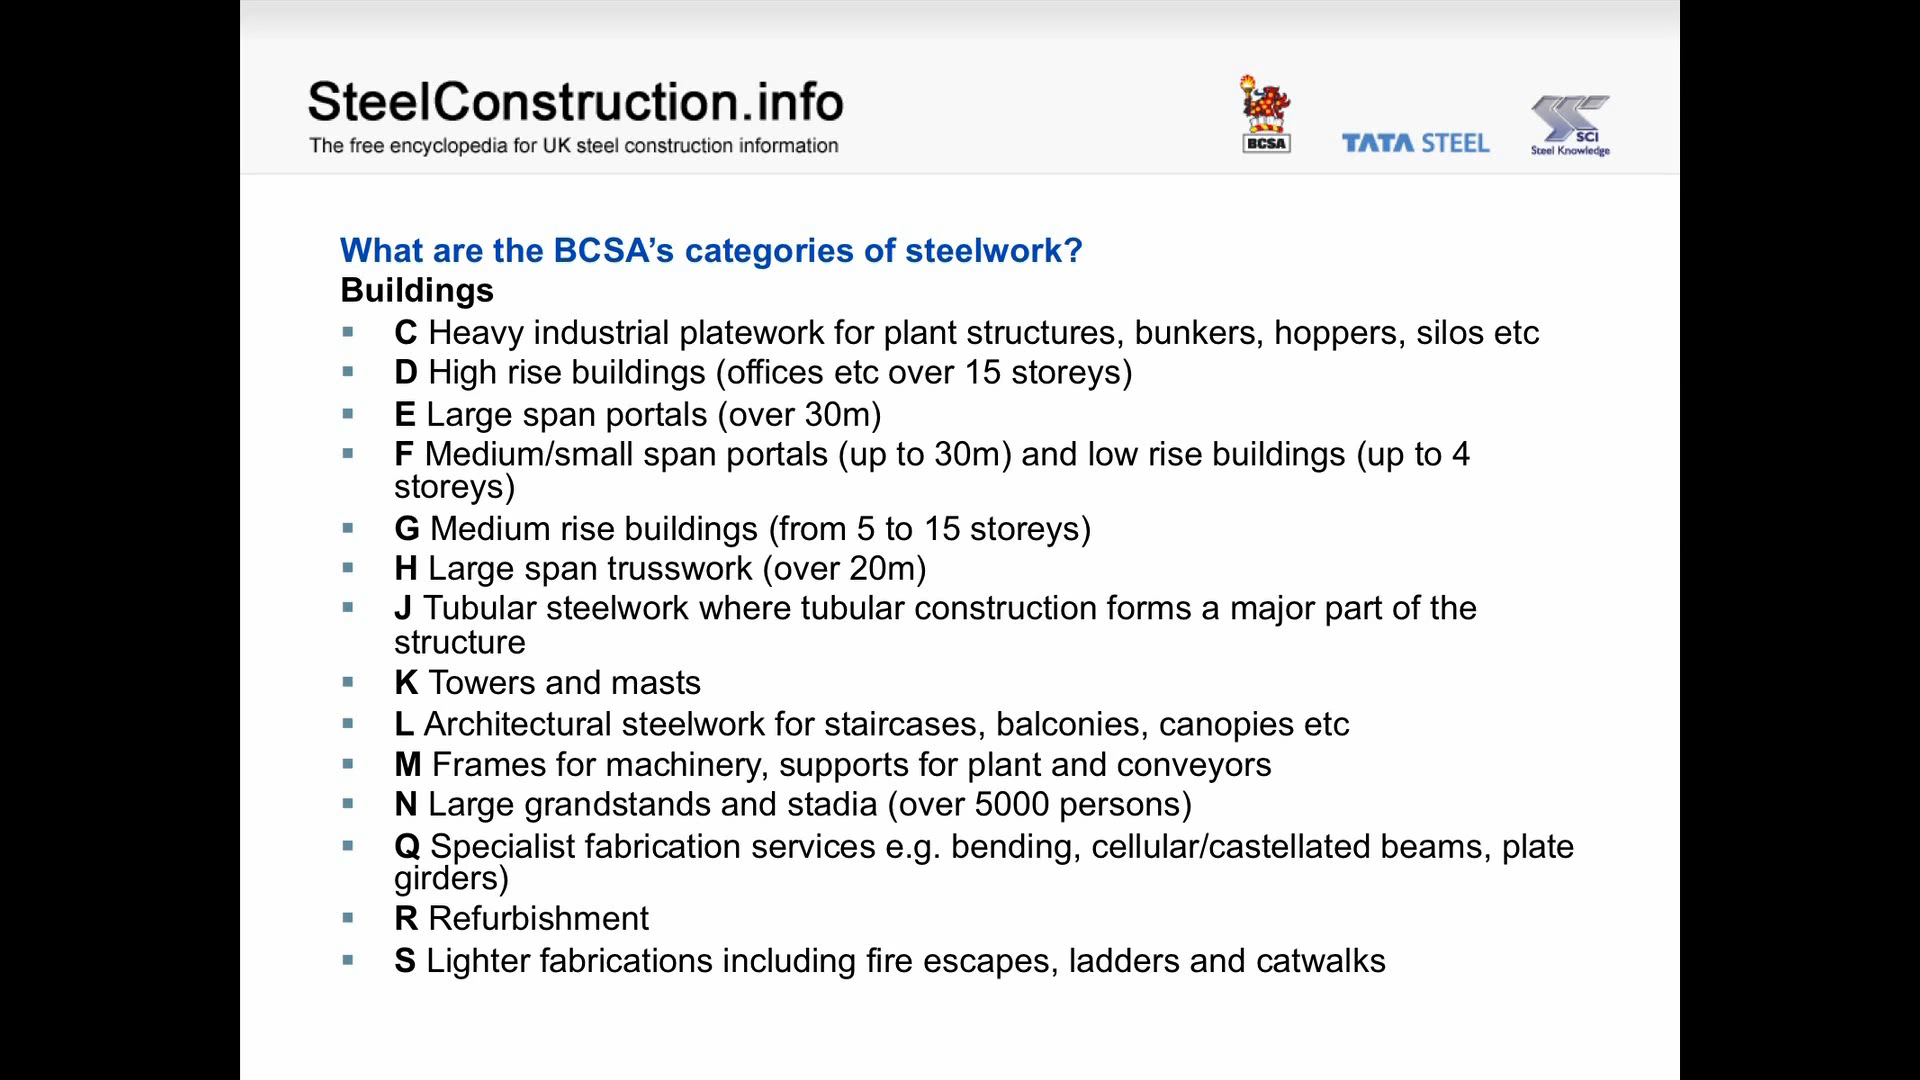 SteelConstruction.info
The free encyclopedia for UK steel construction information
BCSA
TATA STEEL
SCI
Steel Knowledge
What are the BCSA’s categories of steelwork?
Buildings
▪ C Heavy industrial platework for plant structures, bunkers, hoppers, silos etc
▪ D High rise buildings (offices etc over 15 storeys)
▪ E Large span portals (over 30m)
▪ F Medium/small span portals (up to 30m) and low rise buildings (up to 4
storeys)
▪ G Medium rise buildings (from 5 to 15 storeys)
▪ H Large span trusswork (over 20m)
▪ J Tubular steelwork where tubular construction forms a major part of the
structure
▪ K Towers and masts
▪ L Architectural steelwork for staircases, balconies, canopies etc
▪ M Frames for machinery, supports for plant and conveyors
▪ N Large grandstands and stadia (over 5000 persons)
▪ Q Specialist fabrication services e.g. bending, cellular/castellated beams, plate
girders)
▪ R Refurbishment
▪ S Lighter fabrications including fire escapes, ladders and catwalks